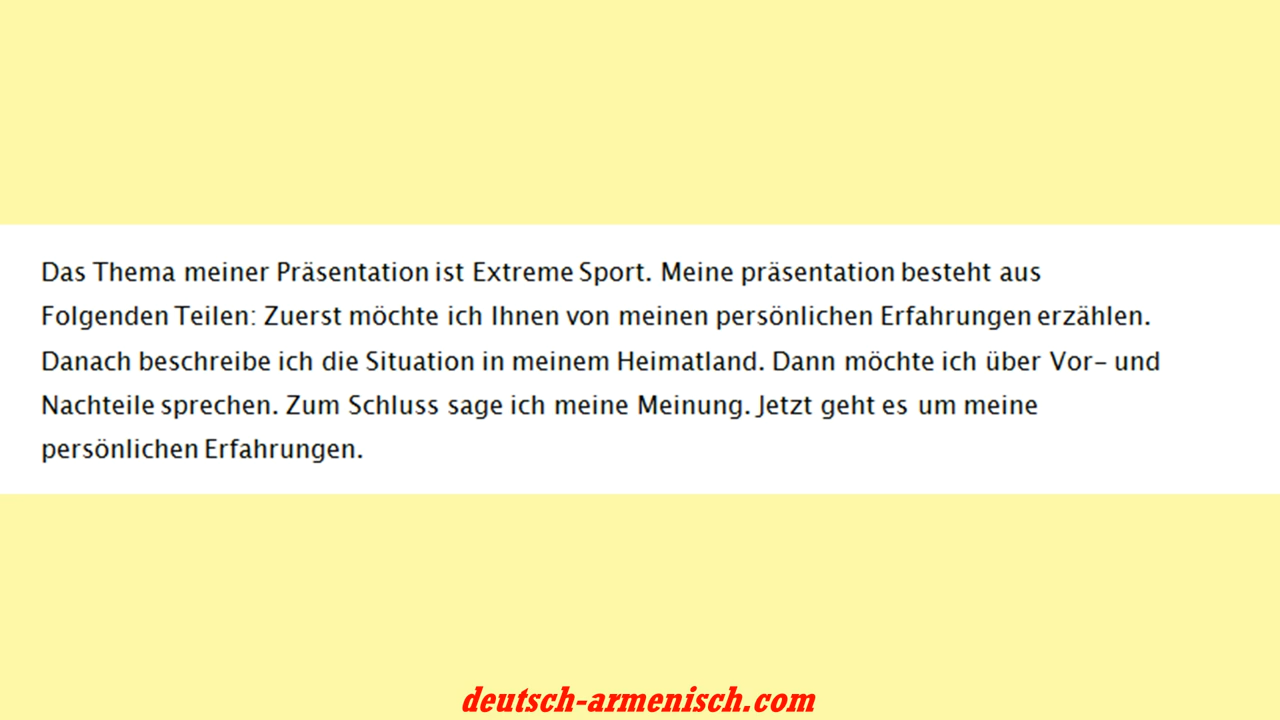 Das Thema meiner Präsentation ist Extreme Sport. Meine präsentation besteht aus
Folgenden Teilen: Zuerst möchte ich Ihnen von meinen persönlichen Erfahrungen erzählen.
Danach beschreibe ich die Situation in meinem Heimatland. Dann möchte ich über Vor– und
Nachteile sprechen. Zum Schluss sage ich meine Meinung. Jetzt geht es um meine
persönlichen Erfahrungen.
deutsch-armenisch.com